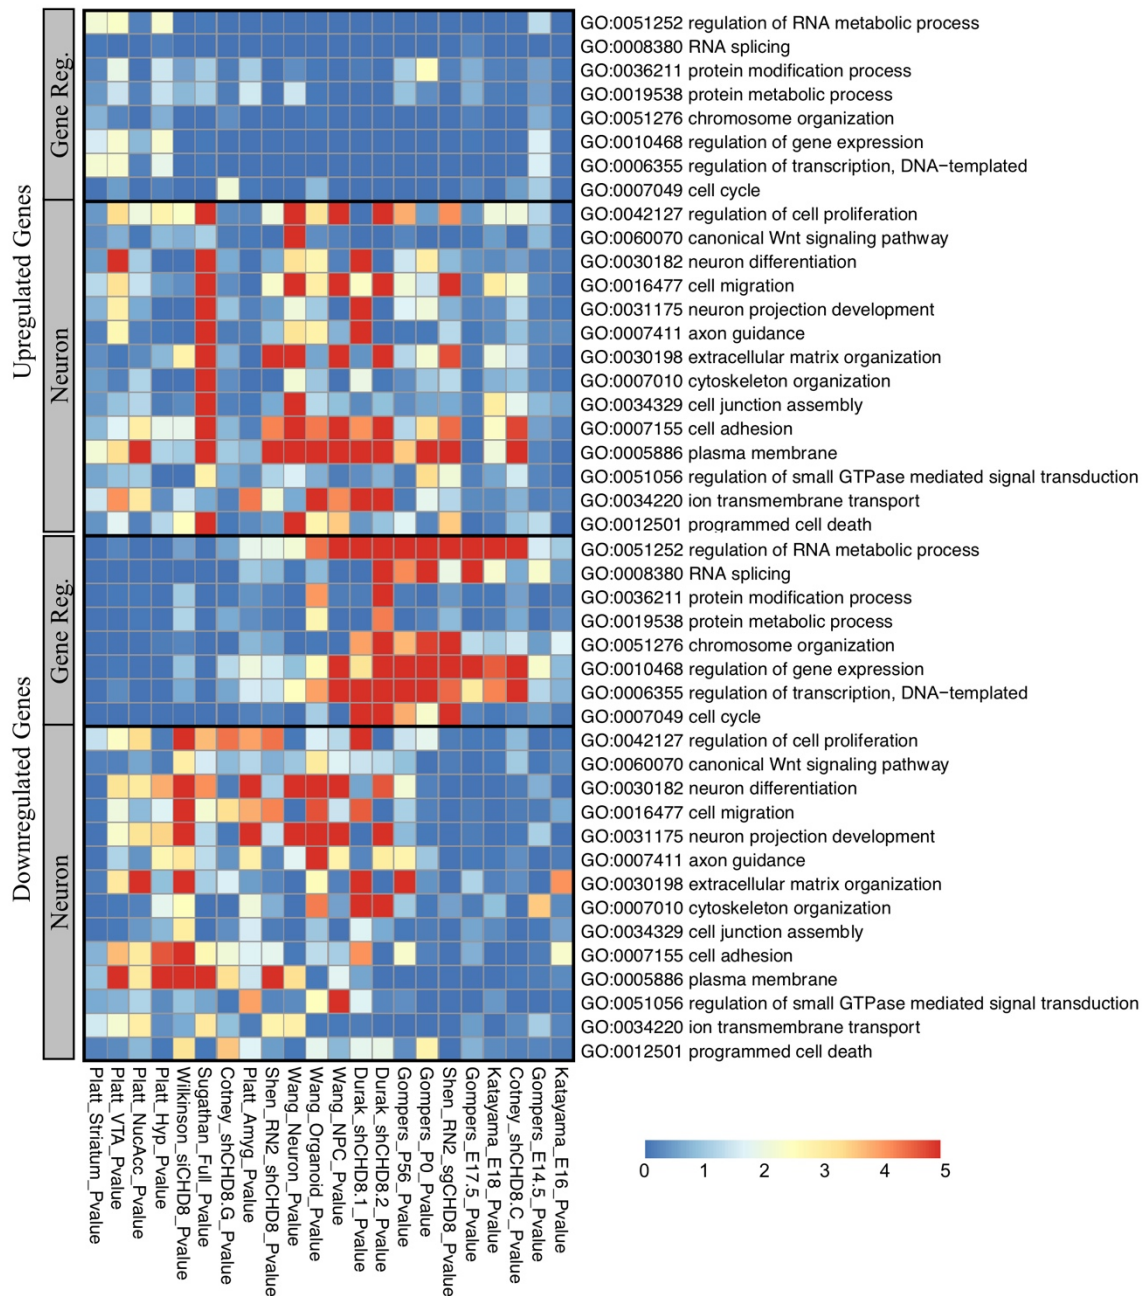 Upregulated Genes
Gene Reg.
GO:0051252 regulation of RNA metabolic process
GO:0008380 RNA splicing
GO:0036211 protein modification process
GO:0019538 protein metabolic process
GO:0051276 chromosome organization
GO:0010468 regulation of gene expression
GO:0006355 regulation of transcription, DNA−templated
GO:0007049 cell cycle
Neuron
GO:0042127 regulation of cell proliferation
GO:0060070 canonical Wnt signaling pathway
GO:0030182 neuron differentiation
GO:0016477 cell migration
GO:0031175 neuron projection development
GO:0007411 axon guidance
GO:0030198 extracellular matrix organization
GO:0007010 cytoskeleton organization
GO:0034329 cell junction assembly
GO:0007155 cell adhesion
GO:0005886 plasma membrane
GO:0051056 regulation of small GTPase mediated signal transduction
GO:0034220 ion transmembrane transport
GO:0012501 programmed cell death
Downregulated Genes
Gene Reg.
GO:0051252 regulation of RNA metabolic process
GO:0008380 RNA splicing
GO:0036211 protein modification process
GO:0019538 protein metabolic process
GO:0051276 chromosome organization
GO:0010468 regulation of gene expression
GO:0006355 regulation of transcription, DNA−templated
GO:0007049 cell cycle
Neuron
GO:0042127 regulation of cell proliferation
GO:0060070 canonical Wnt signaling pathway
GO:0030182 neuron differentiation
GO:0016477 cell migration
GO:0031175 neuron projection development
GO:0007411 axon guidance
GO:0030198 extracellular matrix organization
GO:0007010 cytoskeleton organization
GO:0034329 cell junction assembly
GO:0007155 cell adhesion
GO:0005886 plasma membrane
GO:0051056 regulation of small GTPase mediated signal transduction
GO:0034220 ion transmembrane transport
GO:0012501 programmed cell death
Platt_Striatum_Pvalue
Platt_VTA_Pvalue
Platt_NucAcc_Pvalue
Platt_Hyp_Pvalue
Wilkinson_siCHD8_Pvalue
Sugathan_Full_Pvalue
Cotney_shCHD8.G_Pvalue
Platt_Amyg_Pvalue
Shen_RN2_shCHD8_Pvalue
Wang_Neuron_Pvalue
Wang_Organoid_Pvalue
Wang_NPC_Pvalue
Durak_shCHD8.1_Pvalue
Durak_shCHD8.2_Pvalue
Gompers_P56_Pvalue
Gompers_P0_Pvalue
Shen_RN2_sgCHD8_Pvalue
Gompers_E17.5_Pvalue
Katayama_E18_Pvalue
Cotney_shCHD8.C_Pvalue
Gompers_E14.5_Pvalue
Katayama_E16_Pvalue
0 1 2 3 4 5